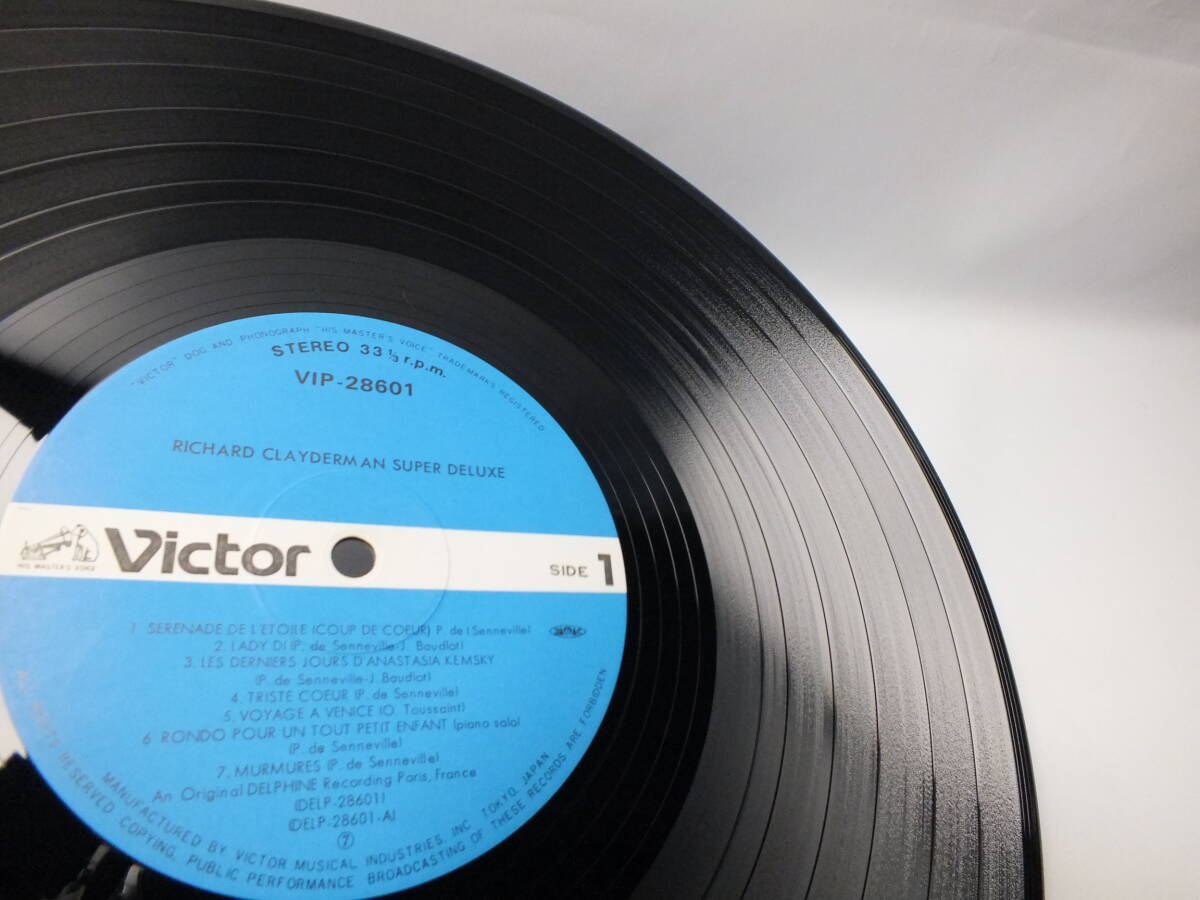 "VICTOR" DOG AND PHONOGRAPH "HIS MASTER'S VOICE" TRADEMARKS REGISTERED
STEREO 33 1/3 r.p.m.
VIP-28601
RICHARD CLAYDERMAN SUPER DELUXE
HIS MASTER'S VOICE
Victor
SIDE 1
1 SERENADE DE L'ETOILE (COUP DE COEUR) P. de (Senneville)
2. LADY DI (P. de Senneville-J. Baudlot)
3. LES DERNIERS JOURS D'ANASTASIA KEMSKY
(P. de Senneville-J. Baudlot)
4. TRISTE COEUR (P. de Senneville)
5. VOYAGE A VENICE (O. Toussaint)
6 RONDO POUR UN TOUT PETIT ENFANT (piano solo)
(P. de Senneville)
7. MURMURES (P. de Senneville)
An Original DELPHINE Recording Paris, France
(DELP-28601)
(DELP-28601-A)
⑦
MANUFACTURED BY VICTOR MUSICAL INDUSTRIES, INC. TOKYO, JAPAN
ALL RIGHTS RESERVED COPYING, PUBLIC PERFORMANCE BROADCASTING OF THESE RECORDS ARE FORBIDDEN